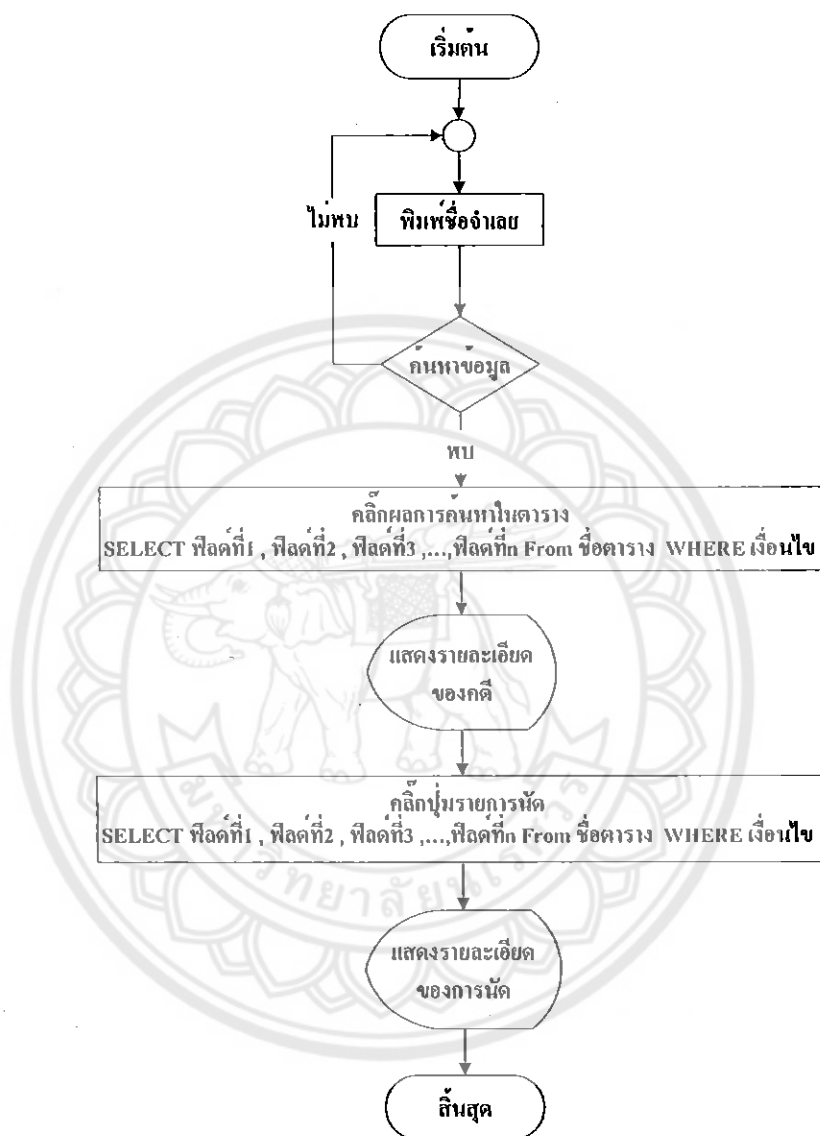 เริ่มต้น
ไม่พบ
พิมพ์ชื่อจำเลย
ค้นหาข้อมูล
พบ
คลิ๊กผลการค้นหาในตาราง
SELECT ฟิลด์ที่1 , ฟิลด์ที่2 , ฟิลด์ที่3 ,...,ฟิลด์ที่n From ชื่อตาราง WHERE เงื่อนไข
แสดงรายละเอียด
ของคดี
คลิ๊กปุ่มรายการนัด
SELECT ฟิลด์ที่1 , ฟิลด์ที่2 , ฟิลด์ที่3 ,...,ฟิลด์ที่n From ชื่อตาราง WHERE เงื่อนไข
แสดงรายละเอียด
ของการนัด
สิ้นสุด